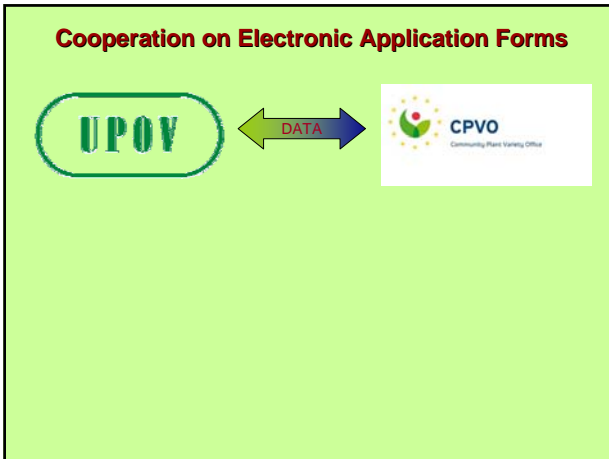 Cooperation on Electronic Application Forms
UPOV
DATA
CPVO
Community Plant Variety Office